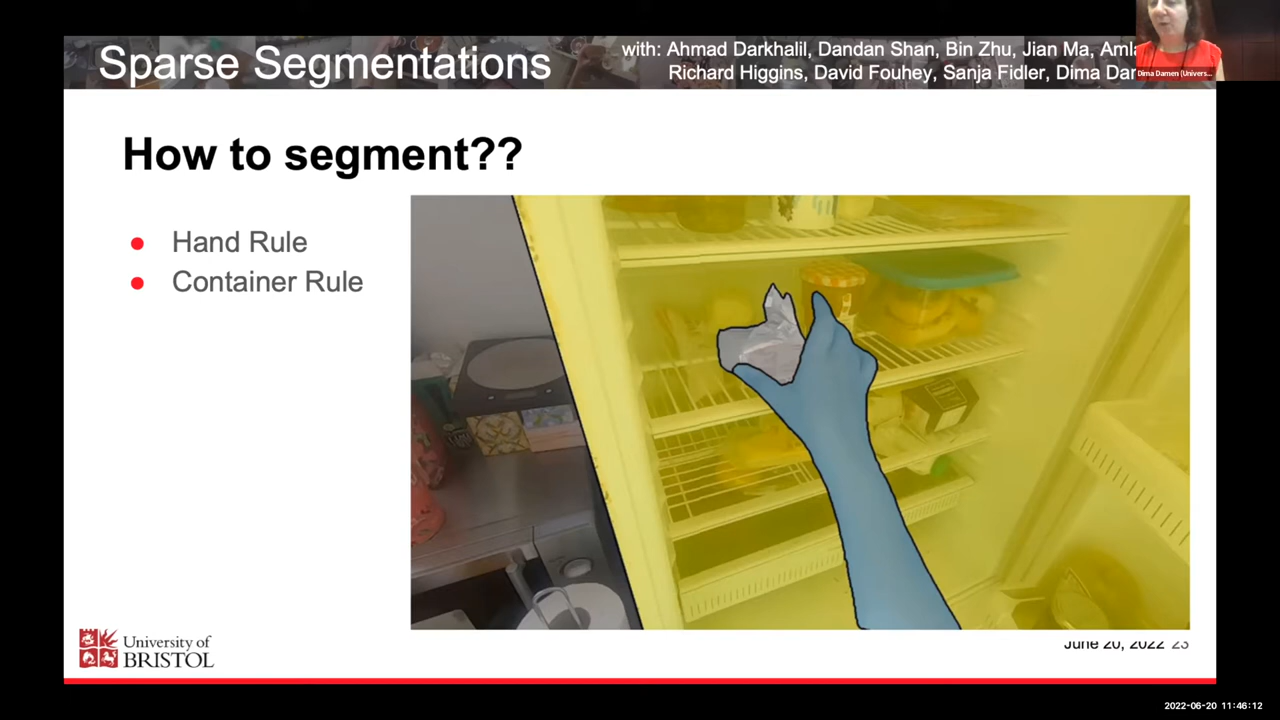 Sparse Segmentations
with: Ahmad Darkhalil, Dandan Shan, Bin Zhu, Jian Ma,
Richard Higgins, David Fouhey, Sanja Fidler, Dima
Dima Damen (Univers...
How to segment??
Hand Rule
Container Rule
University of
BRISTOL
June 20, 2022 23
2022-06-20 11:46:12